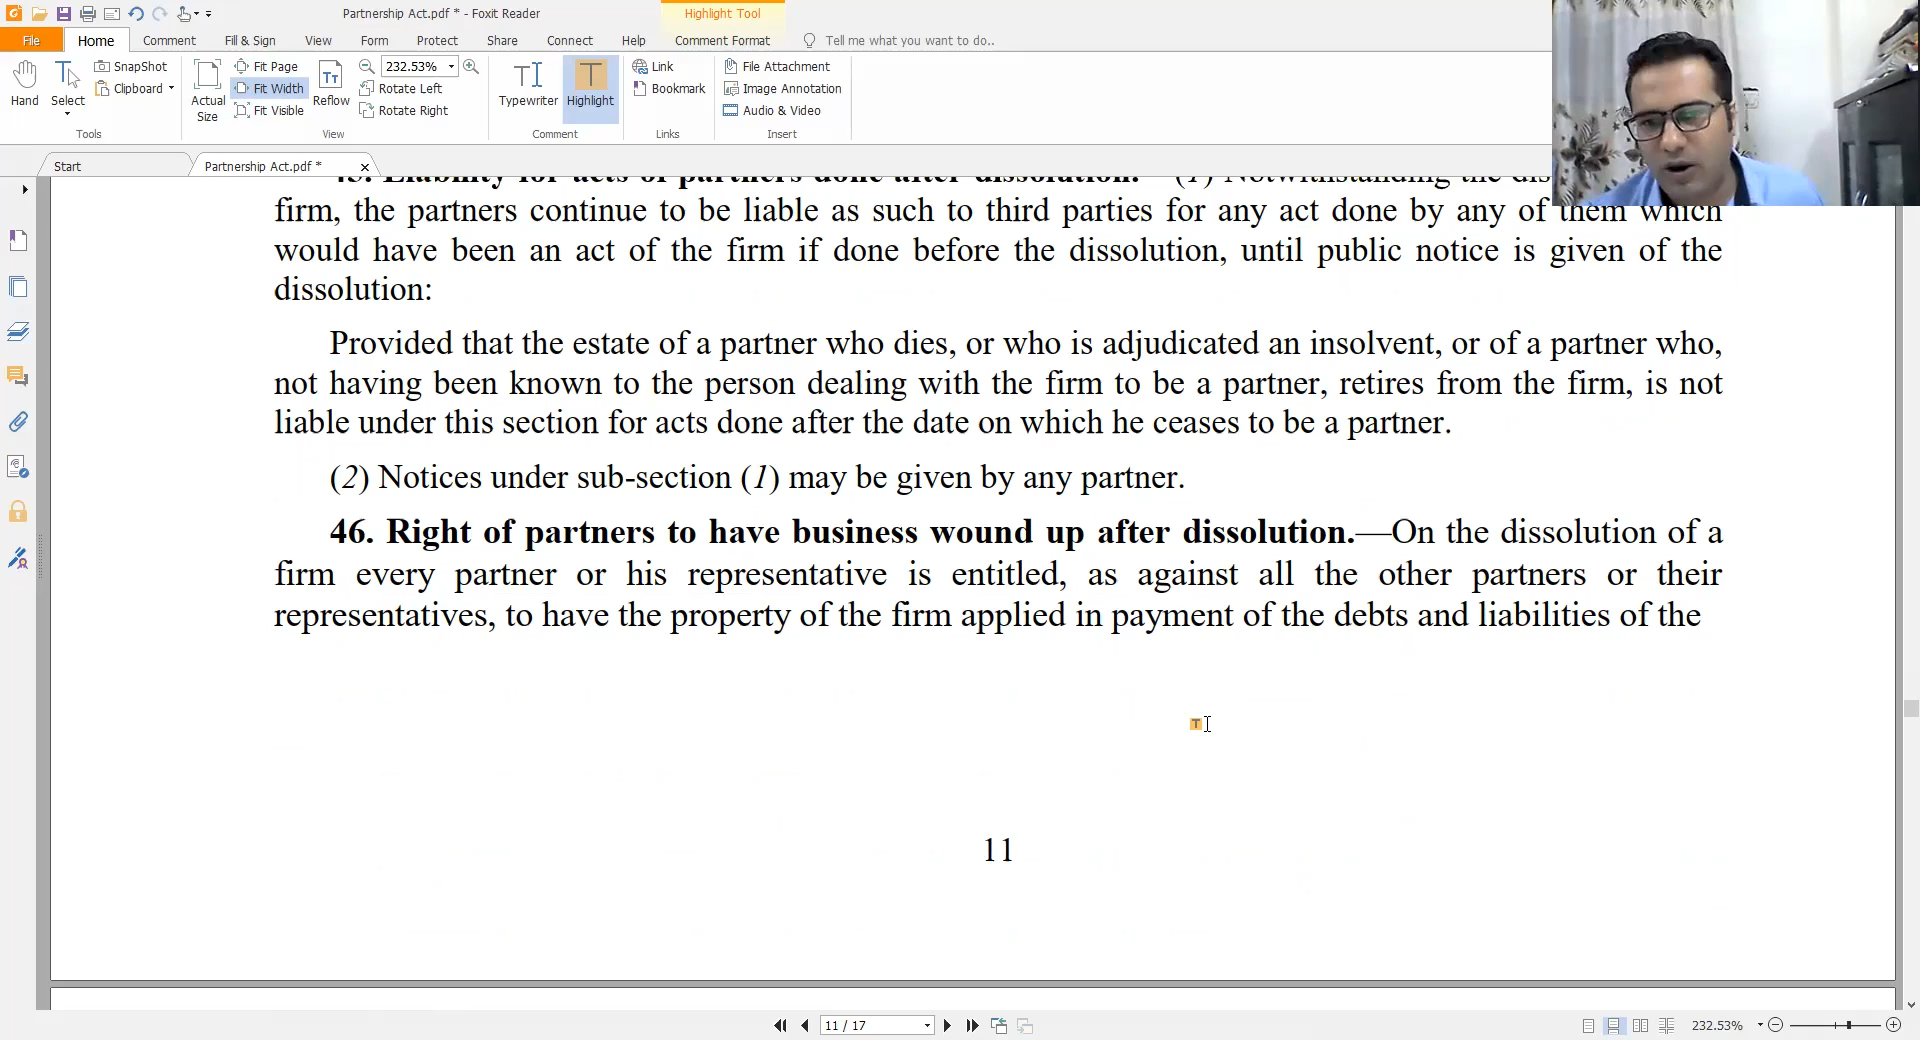 Partnership Act.pdf * - Foxit Reader
Highlight Tool
File Home Comment Fill & Sign View Form Protect Share Connect Help Comment Format Tell me what you want to do..
Hand
Select
SnapShot
Clipboard
Tools
Actual Size
Fit Page
Fit Width
Fit Visible
Reflow
232.53%
Rotate Left
Rotate Right
View
Typewriter
Highlight
Comment
Link
Bookmark
Links
File Attachment
Image Annotation
Audio & Video
Insert
Start
Partnership Act.pdf *
45. Liability for acts of partners done after dissolution. (1) Notwithstanding the
firm, the partners continue to be liable as such to third parties for any act done by any of them which
would have been an act of the firm if done before the dissolution, until public notice is given of the
dissolution:
Provided that the estate of a partner who dies, or who is adjudicated an insolvent, or of a partner who,
not having been known to the person dealing with the firm to be a partner, retires from the firm, is not
liable under this section for acts done after the date on which he ceases to be a partner.
(2) Notices under sub-section (1) may be given by any partner.
46. Right of partners to have business wound up after dissolution.—On the dissolution of a
firm every partner or his representative is entitled, as against all the other partners or their
representatives, to have the property of the firm applied in payment of the debts and liabilities of the
11
11 / 17
232.53%